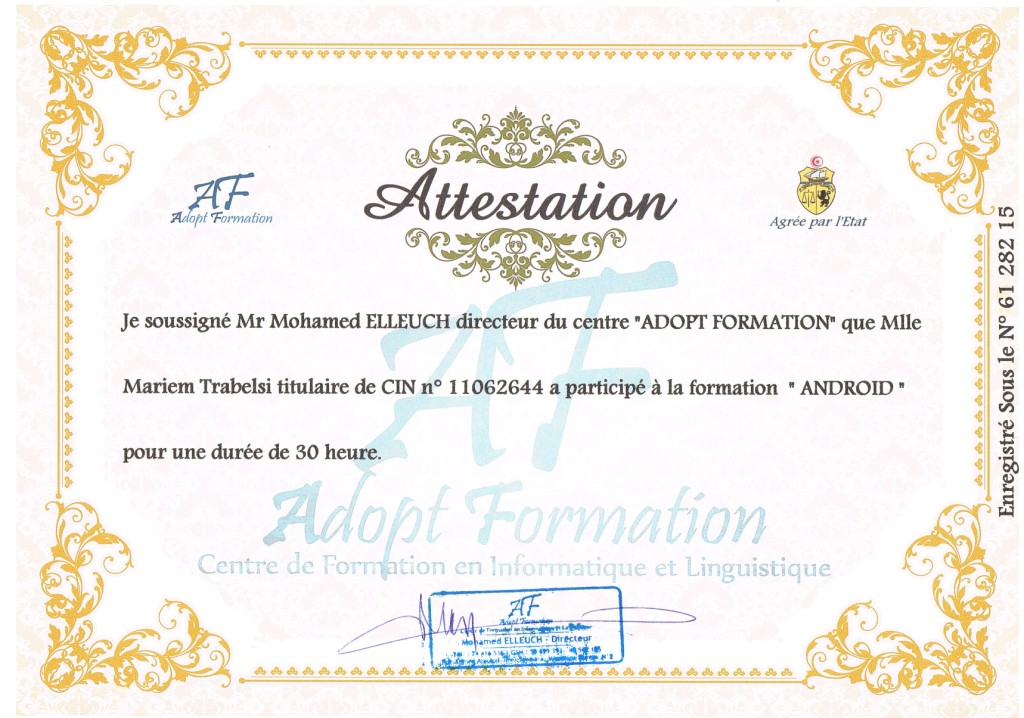 AF
Adopt Formation
Attestation
Agrée par l'Etat
Enregistré Sous le N° 61 282 15
Je soussigné Mr Mohamed ELLEUCH directeur du centre "ADOPT FORMATION" que Mlle
Mariem Trabelsi titulaire de CIN n° 11062644 a participé à la formation " ANDROID "
pour une durée de 30 heure.
AF
Adopt Formation
Centre de Formation en Informatique et Linguistique
AF
Adopt Formation
Mohamed ELLEUCH - Directeur